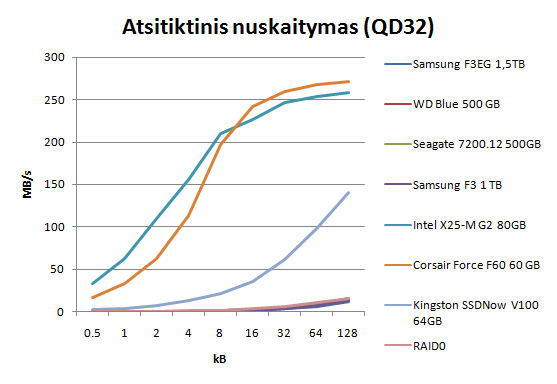 Atsitiktinis nuskaitymas (QD32)
300
250
200
150
100
50
0
MB/s
0.5 1 2 4 8 16 32 64 128
kB
Samsung F3EG 1,5TB
WD Blue 500 GB
Seagate 7200.12 500GB
Samsung F3 1 TB
Intel X25-M G2 80GB
Corsair Force F60 60 GB
Kingston SSDNow V100
64GB
RAID0